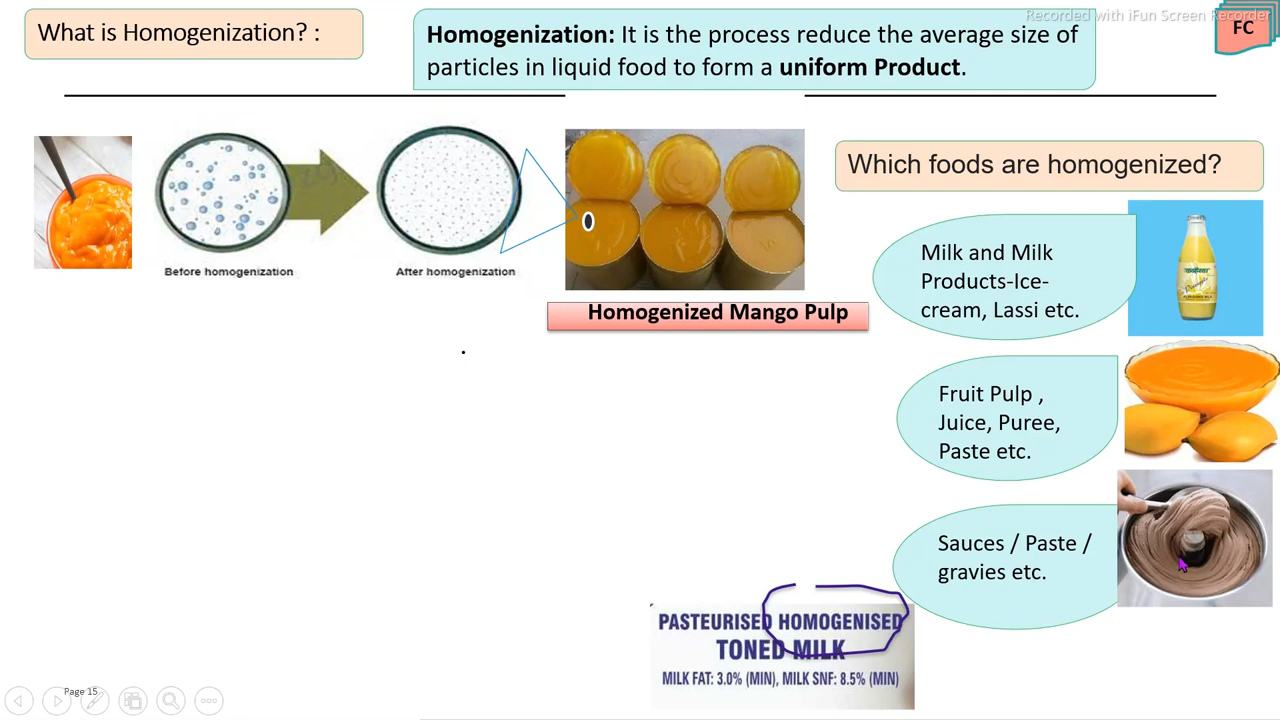 Recorded with iFun Screen Recorder
What is Homogenization? :
Homogenization: It is the process reduce the average size of
particles in liquid food to form a uniform Product.
FC
Before homogenization
After homogenization
Homogenized Mango Pulp
Which foods are homogenized?
Milk and Milk
Products-Ice-
cream, Lassi etc.
Fruit Pulp ,
Juice, Puree,
Paste etc.
Sauces / Paste /
gravies etc.
PASTEURISED HOMOGENISED
TONED MILK
MILK FAT: 3.0% (MIN), MILK SNF: 8.5% (MIN)
Page 15